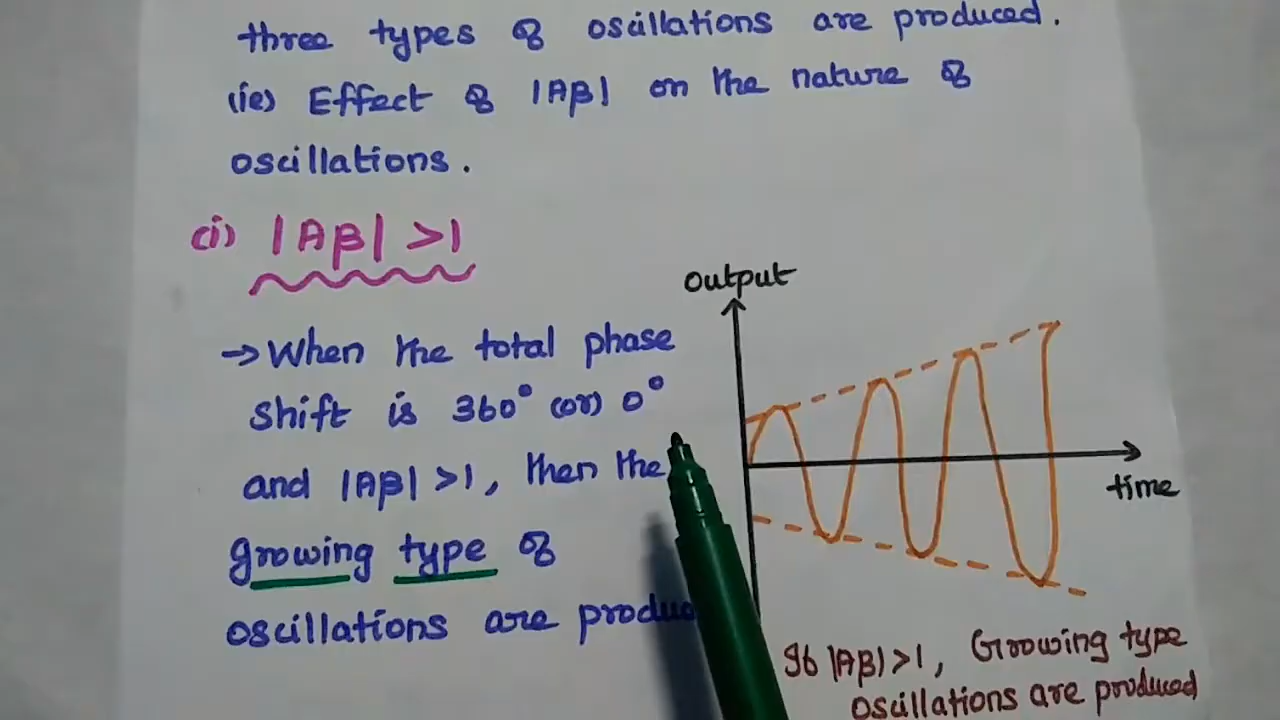 three types of oscillations are produced.
(ie) Effect of |Aβ| on the nature of
oscillations.
(i) |Aβ| >1
→ When the total phase
shift is 360° (or) 0°
and |Aβ| >1, then the
growing type of
oscillations are
output
time
If |Aβ| >1, Growing type
oscillations are produced